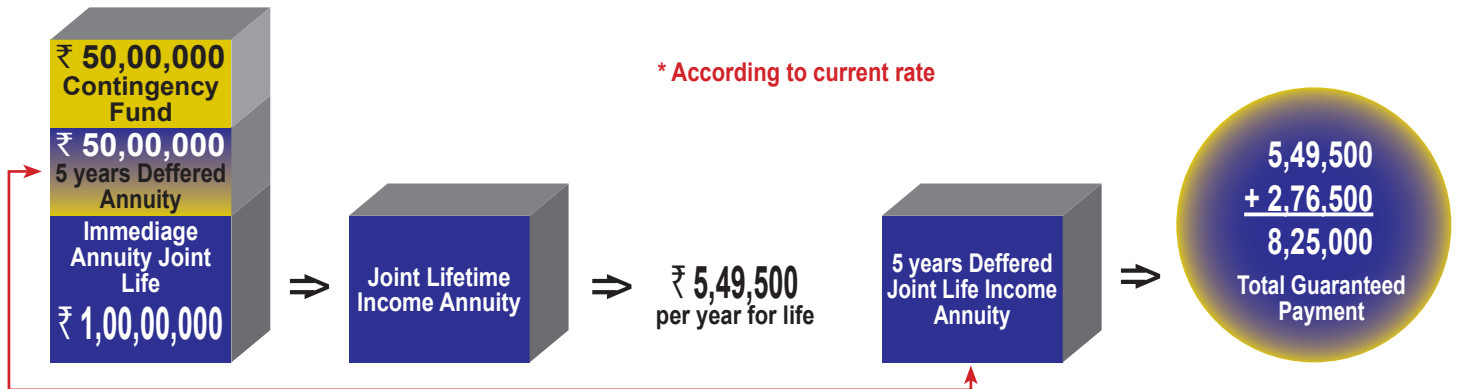 ₹ 50,00,000
Contingency
Fund
₹ 50,00,000
5 years Deffered
Annuity
Immediage
Annuity Joint
Life
₹ 1,00,00,000
⇒
Joint Lifetime
Income Annuity
⇒
₹ 5,49,500
per year for life
* According to current rate
5 years Deffered
Joint Life Income
Annuity
⇒
5,49,500
+ 2,76,500
8,25,000
Total Guaranteed
Payment